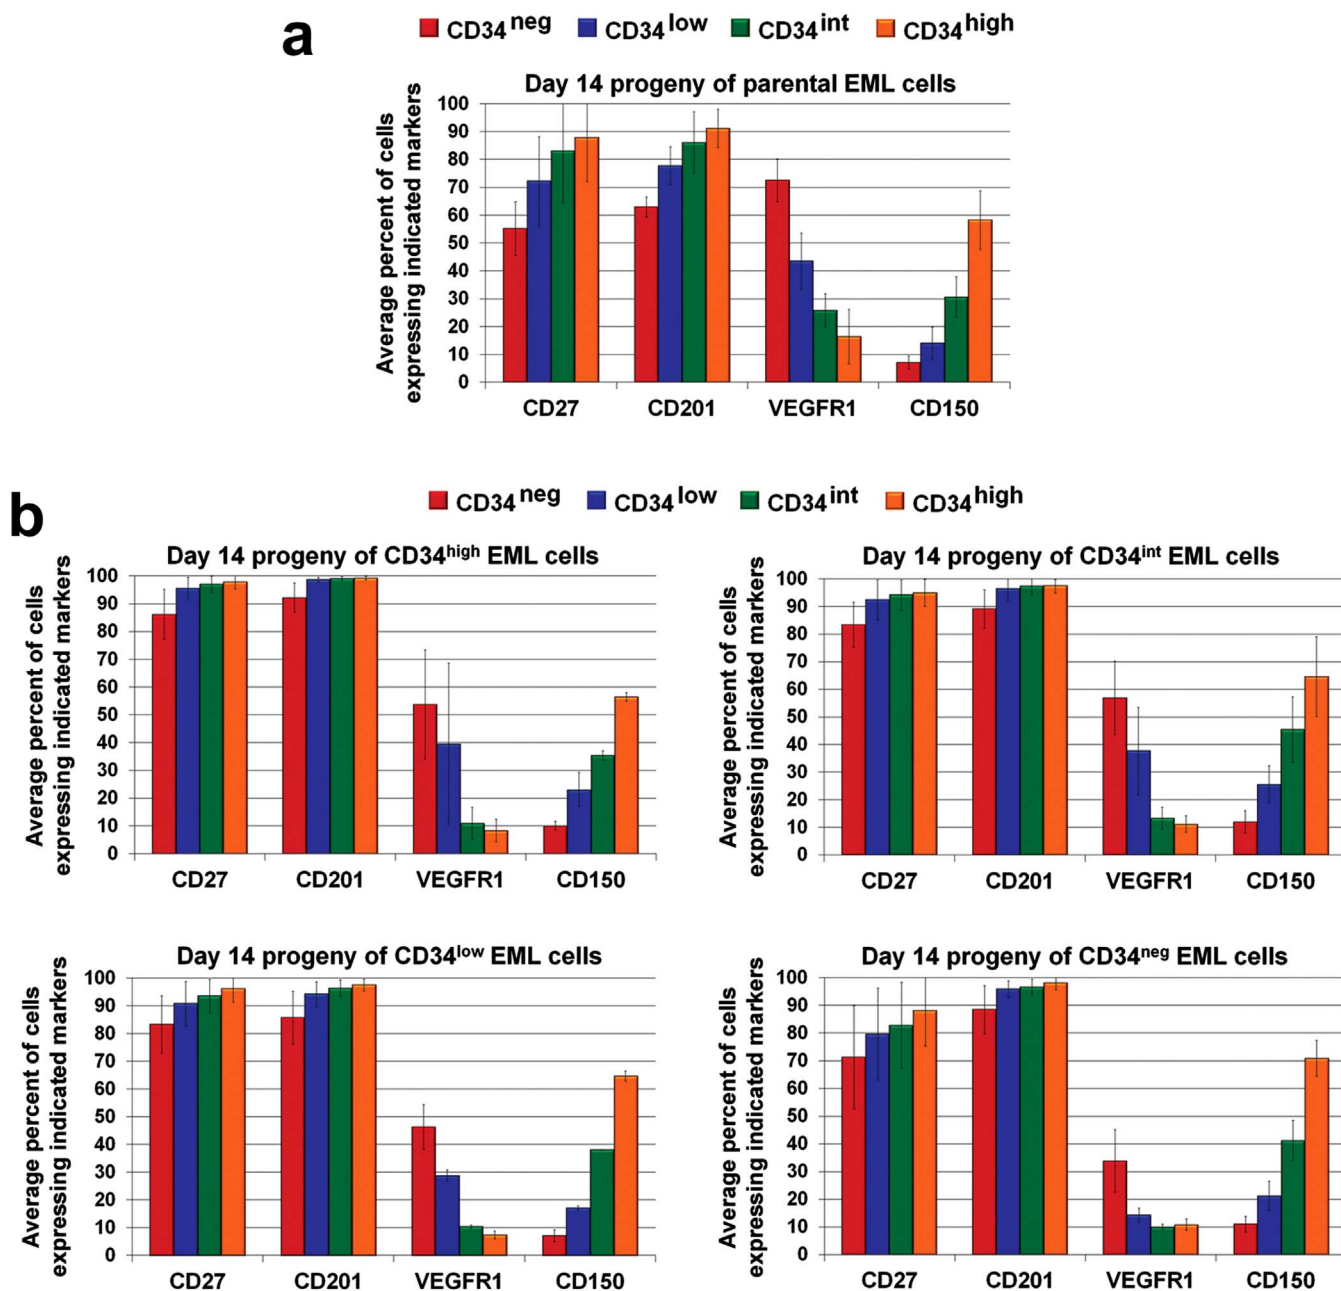 a
CD34neg CD34low CD34int CD34high
Day 14 progeny of parental EML cells
Average percent of cells
expressing indicated markers
100
90
80
70
60
50
40
30
20
10
0
CD27 CD201 VEGFR1 CD150
b
CD34neg CD34low CD34int CD34high
Day 14 progeny of CD34high EML cells
Average percent of cells
expressing indicated markers
100
90
80
70
60
50
40
30
20
10
0
CD27 CD201 VEGFR1 CD150
Day 14 progeny of CD34int EML cells
Average percent of cells
expressing indicated markers
100
90
80
70
60
50
40
30
20
10
0
CD27 CD201 VEGFR1 CD150
Day 14 progeny of CD34low EML cells
Average percent of cells
expressing indicated markers
100
90
80
70
60
50
40
30
20
10
0
CD27 CD201 VEGFR1 CD150
Day 14 progeny of CD34neg EML cells
Average percent of cells
expressing indicated markers
100
90
80
70
60
50
40
30
20
10
0
CD27 CD201 VEGFR1 CD150